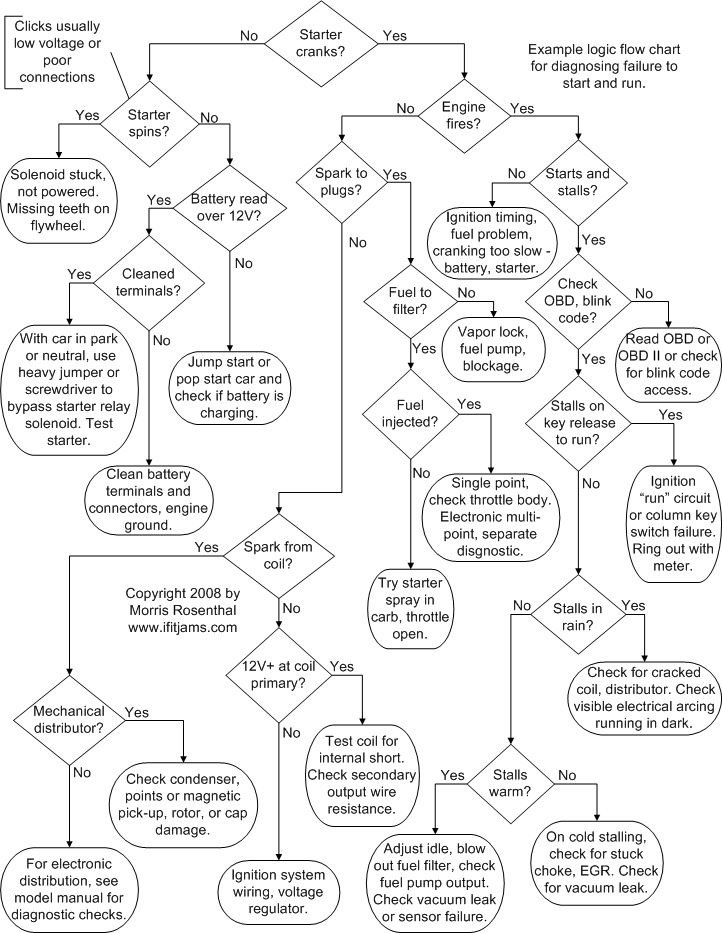 Clicks usually
low voltage or
poor
connections
Starter
cranks?
No
Yes
Example logic flow chart
for diagnosing failure to
start and run.
Starter
spins?
Yes
No
Engine
fires?
No
Yes
Solenoid stuck,
not powered.
Missing teeth on
flywheel.
Battery read
over 12V?
Yes
No
Spark to
plugs?
Yes
No
Starts and
stalls?
No
Yes
Ignition timing,
fuel problem,
cranking too slow -
battery, starter.
Cleaned
terminals?
Yes
No
Fuel to
filter?
No
Yes
Check
OBD, blink
code?
No
Yes
With car in park
or neutral, use
heavy jumper or
screwdriver to
bypass starter relay
solenoid. Test
starter.
Jump start or
pop start car and
check if battery is
charging.
Vapor lock,
fuel pump,
blockage.
Read OBD or
OBD II or check
for blink code
access.
Fuel
injected?
Yes
No
Stalls on
key release
to run?
Yes
No
Clean battery
terminals and
connectors, engine
ground.
Single point,
check throttle body.
Electronic multi-
point, separate
diagnostic.
Ignition
“run” circuit
or column key
switch failure.
Ring out with
meter.
Spark from
coil?
Yes
No
Try starter
spray in
carb, throttle
open.
Copyright 2008 by
Morris Rosenthal
www.ifitjams.com
Stalls in
rain?
No
Yes
12V+ at coil
primary?
Yes
No
Check for cracked
coil, distributor. Check
visible electrical arcing
running in dark.
Mechanical
distributor?
Yes
No
Test coil for
internal short.
Check secondary
output wire
resistance.
Stalls
warm?
Yes
No
Check condenser,
points or magnetic
pick-up, rotor, or cap
damage.
For electronic
distribution, see
model manual for
diagnostic checks.
Ignition system
wiring, voltage
regulator.
Adjust idle, blow
out fuel filter, check
fuel pump output.
Check vacuum leak
or sensor failure.
On cold stalling,
check for stuck
choke, EGR. Check
for vacuum leak.